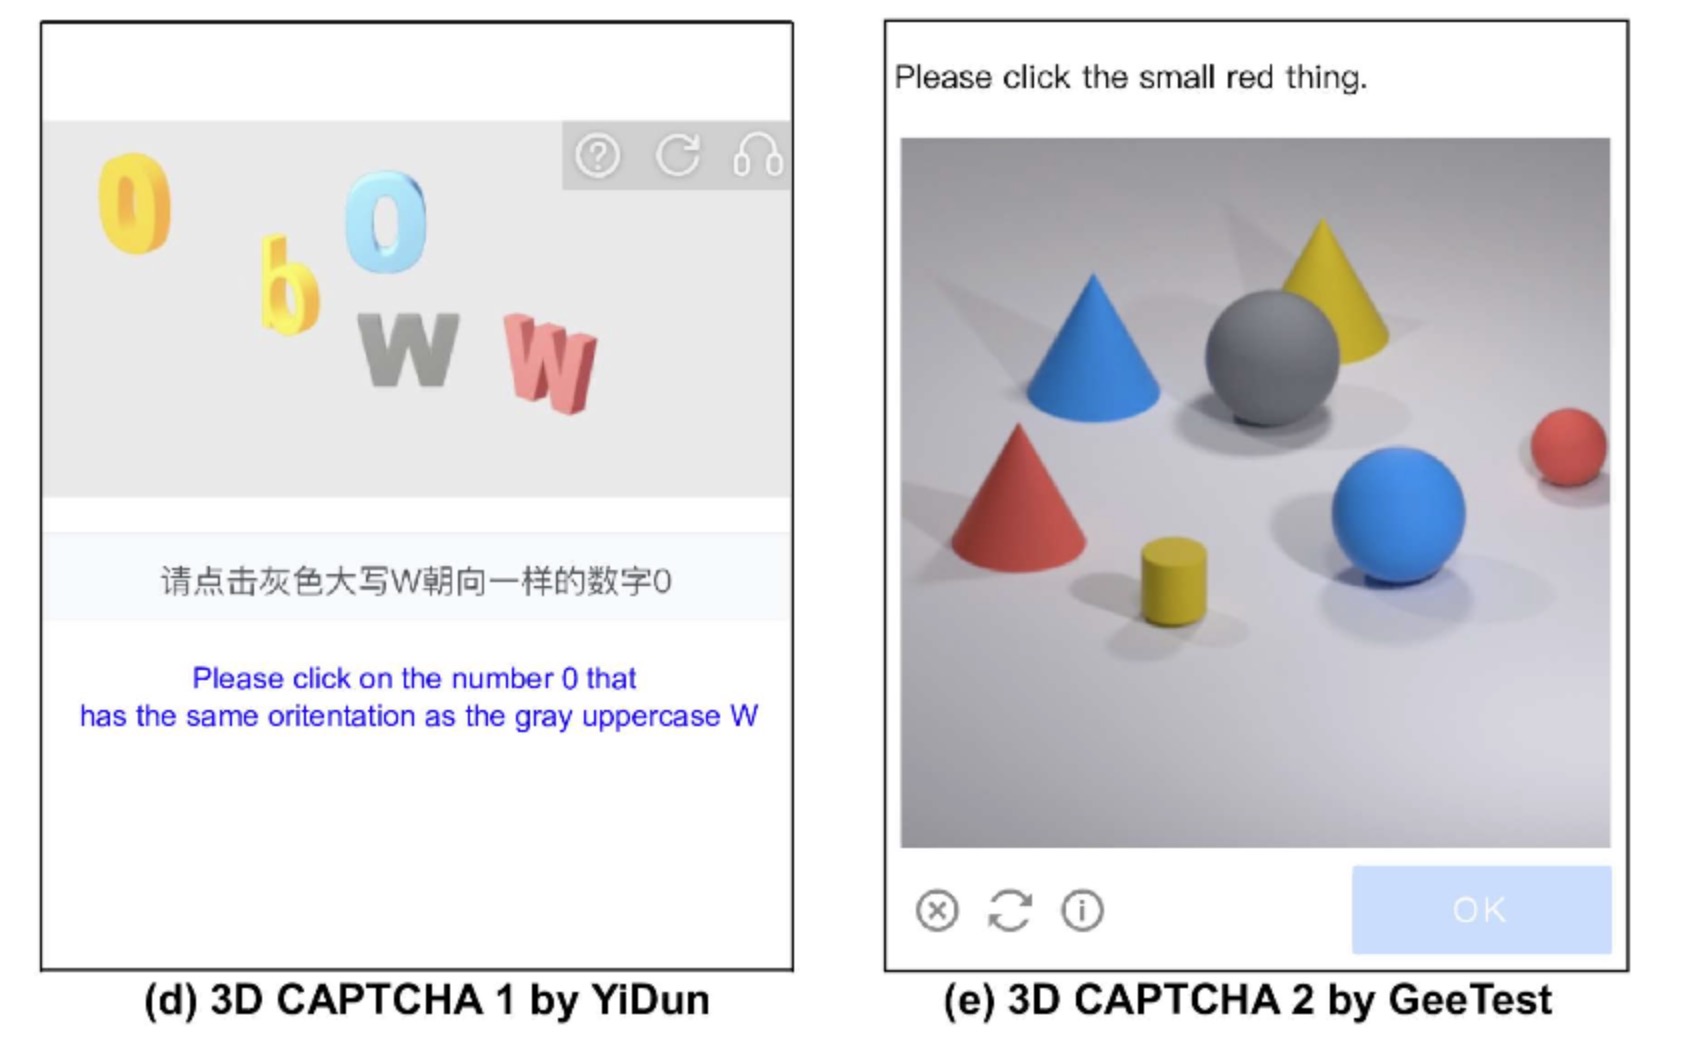 0
O
b
W
W
请点击灰色大写W朝向一样的数字0
Please click on the number 0 that
has the same oritentation as the gray uppercase W
(d) 3D CAPTCHA 1 by YiDun
Please click the small red thing.
OK
(e) 3D CAPTCHA 2 by GeeTest